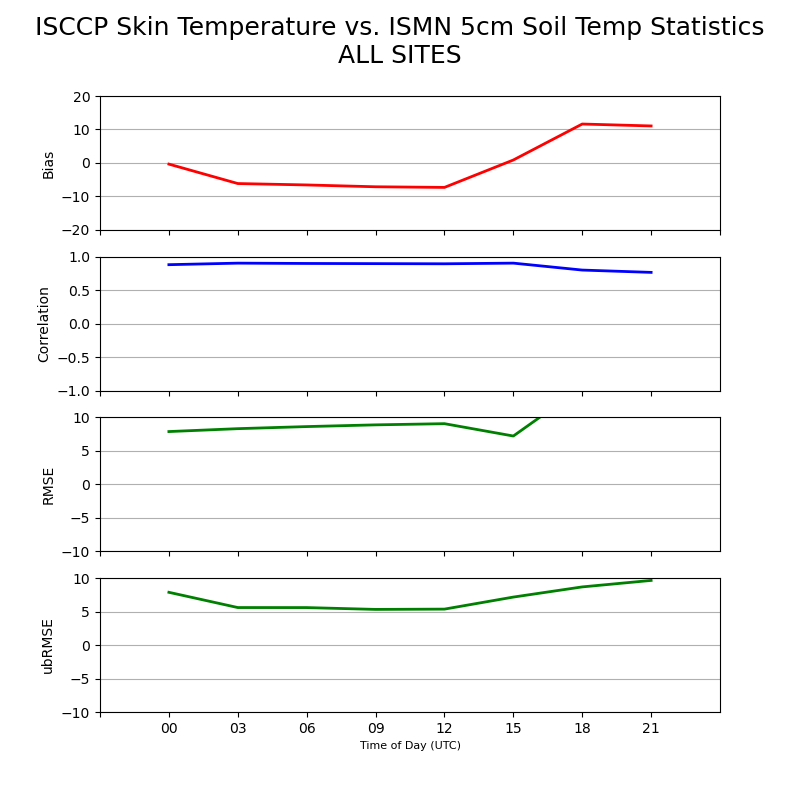 ISCCP Skin Temperature vs. ISMN 5cm Soil Temp Statistics
ALL SITES
20
10
0
−10
−20
Bias
1.0
0.5
0.0
−0.5
−1.0
Correlation
10
5
0
−5
−10
RMSE
10
5
0
−5
−10
ubRMSE
00 03 06 09 12 15 18 21
Time of Day (UTC)